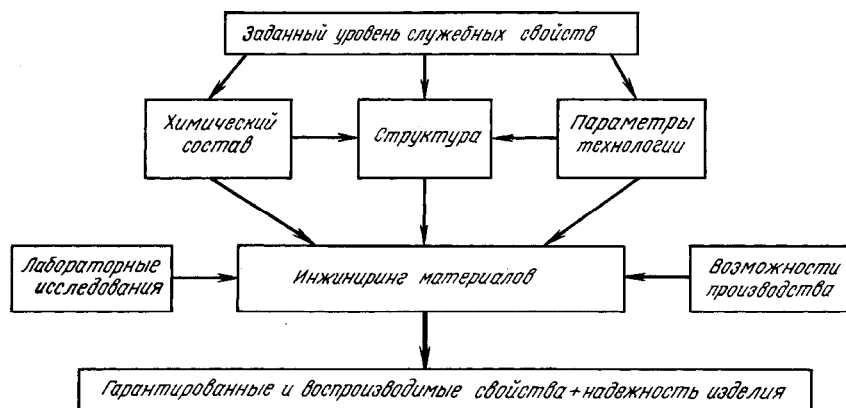 Заданный уровень служебных свойств
Химический
состав
Структура
Параметры
технологии
Лабораторные
исследования
Инжиниринг материалов
Возможности
производства
Гарантированные и воспроизводимые свойства+надежность изделия